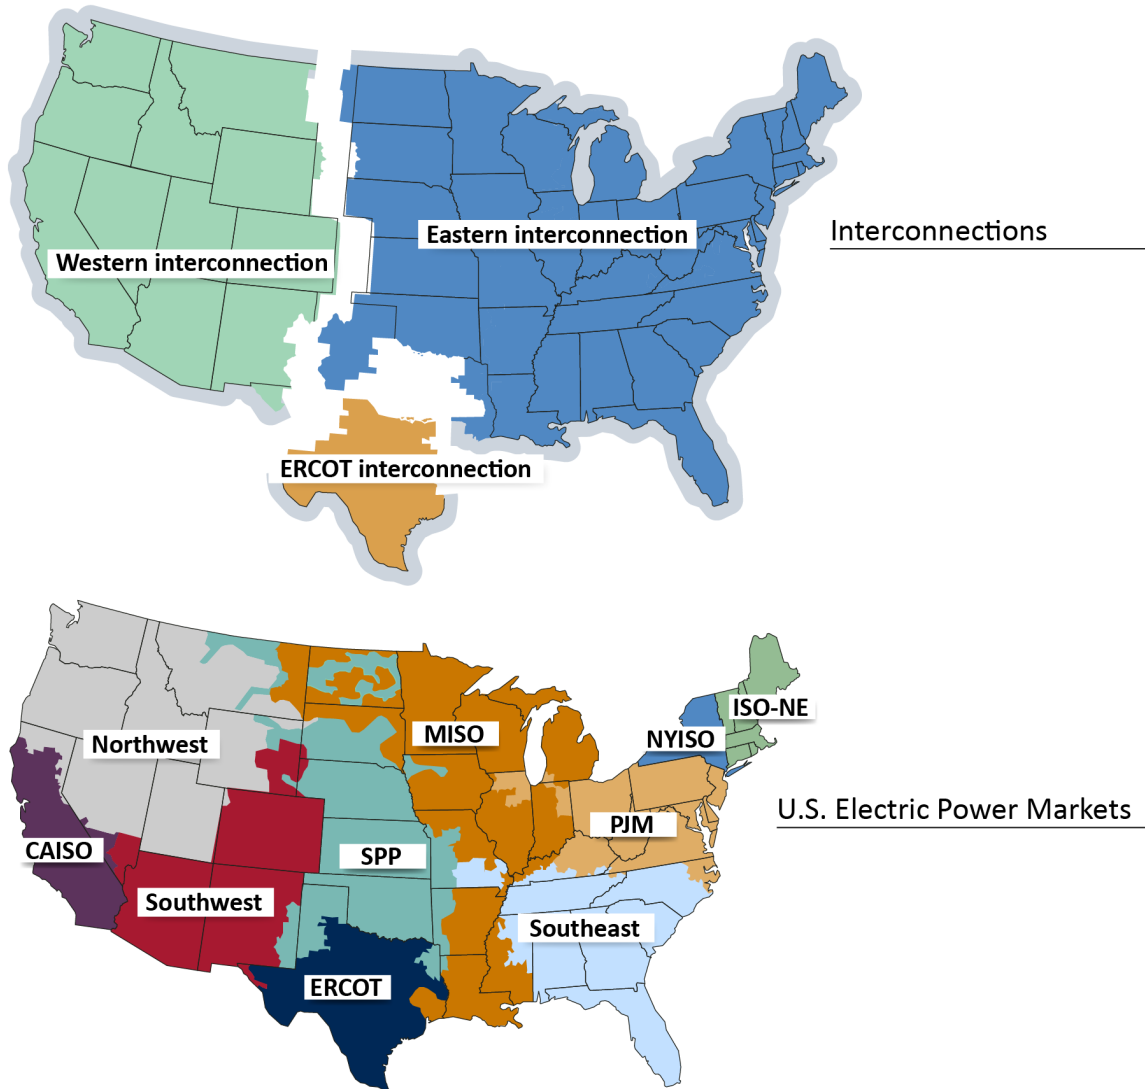 Eastern interconnection
Interconnections
Western interconnection
ERCOT interconnection
ISO-NE
Northwest
MISO
NYISO
U.S. Electric Power Markets
PJM
CAISO
SPP
Southwest
Southeast
ERCOT